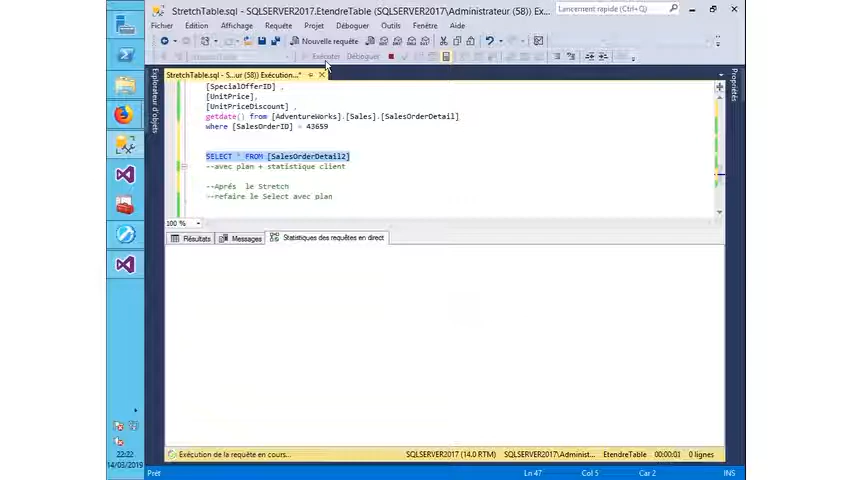 StretchTable.sql - SQLSERVER2017.EtendreTable (SQLSERVER2017\Administrateur (58)) Ex...
Lancement rapide (Ctrl+Q)
Fichier Edition Affichage Requête Projet Déboguer Outils Fenêtre Aide
Nouvelle requête
Exécuter Déboguer
StretchTable.sql - S...ur (58)) Exécution...*
Explorateur d'objets
Propriétés
[SpecialOfferID] ,
[UnitPrice],
[UnitPriceDiscount] ,
getdate() from [AdventureWorks].[Sales].[SalesOrderDetail]
where [SalesOrderID] = 43659
SELECT * FROM [SalesOrderDetail2]
--avec plan + statistique client
--Aprés le Stretch
--refaire le Select avec plan
100 %
Résultats Messages Statistiques des requêtes en direct
Exécution de la requête en cours... SQLSERVER2017 (14.0 RTM) SQLSERVER2017\Administ... EtendreTable 00:00:01 0 lignes
Prêt Ln 47 Col 5 Car 2 INS
22:22
14/03/2019